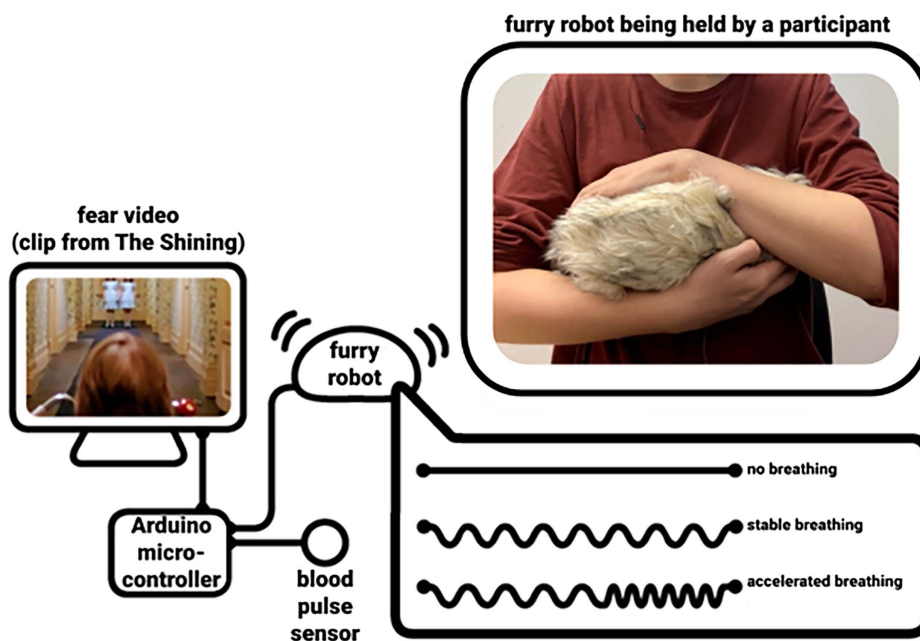 furry robot being held by a participant
fear video
(clip from The Shining)
furry
robot
no breathing
stable breathing
accelerated breathing
Arduino
micro-
controller
blood
pulse
sensor